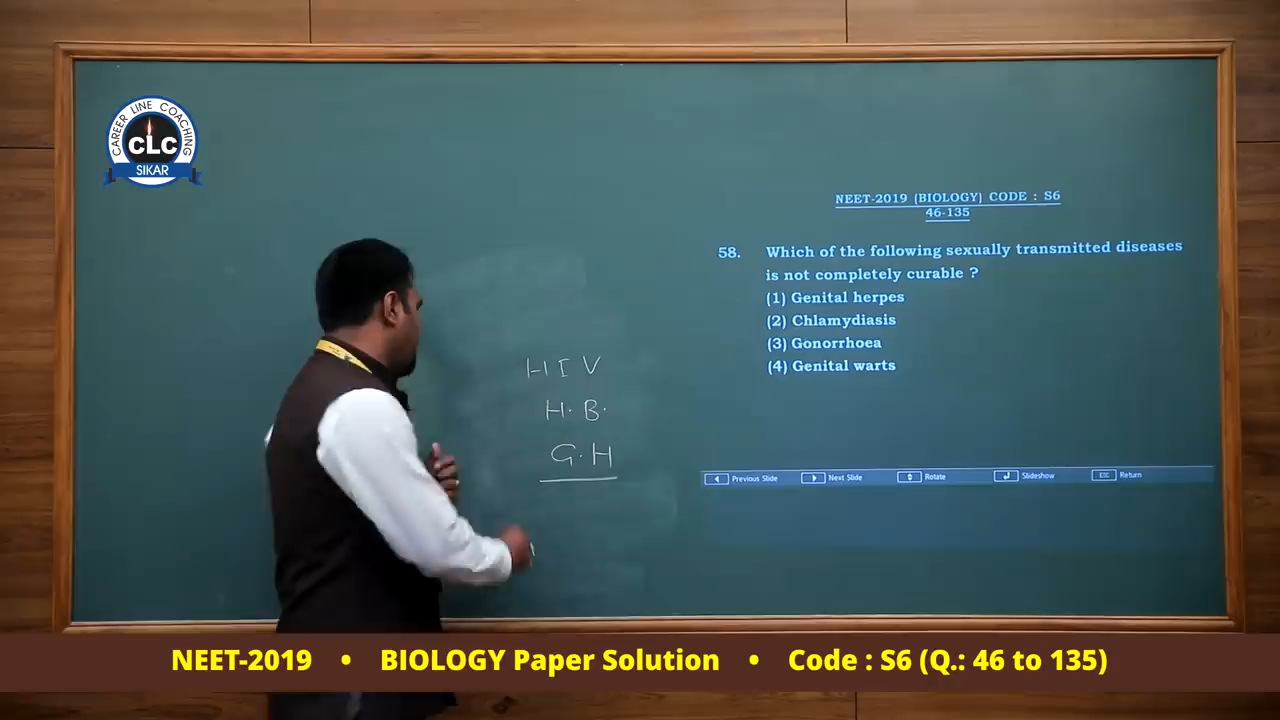 CAREER LINE COACHING
CLC
SIKAR
NEET-2019 (BIOLOGY) CODE : S6
46-135
58. Which of the following sexually transmitted diseases
is not completely curable ?
(1) Genital herpes
(2) Chlamydiasis
(3) Gonorrhoea
(4) Genital warts
HIV
H. B.
G. H
Previous Slide Next Slide Rotate Slideshow ESC Return
NEET-2019 • BIOLOGY Paper Solution • Code : S6 (Q.: 46 to 135)